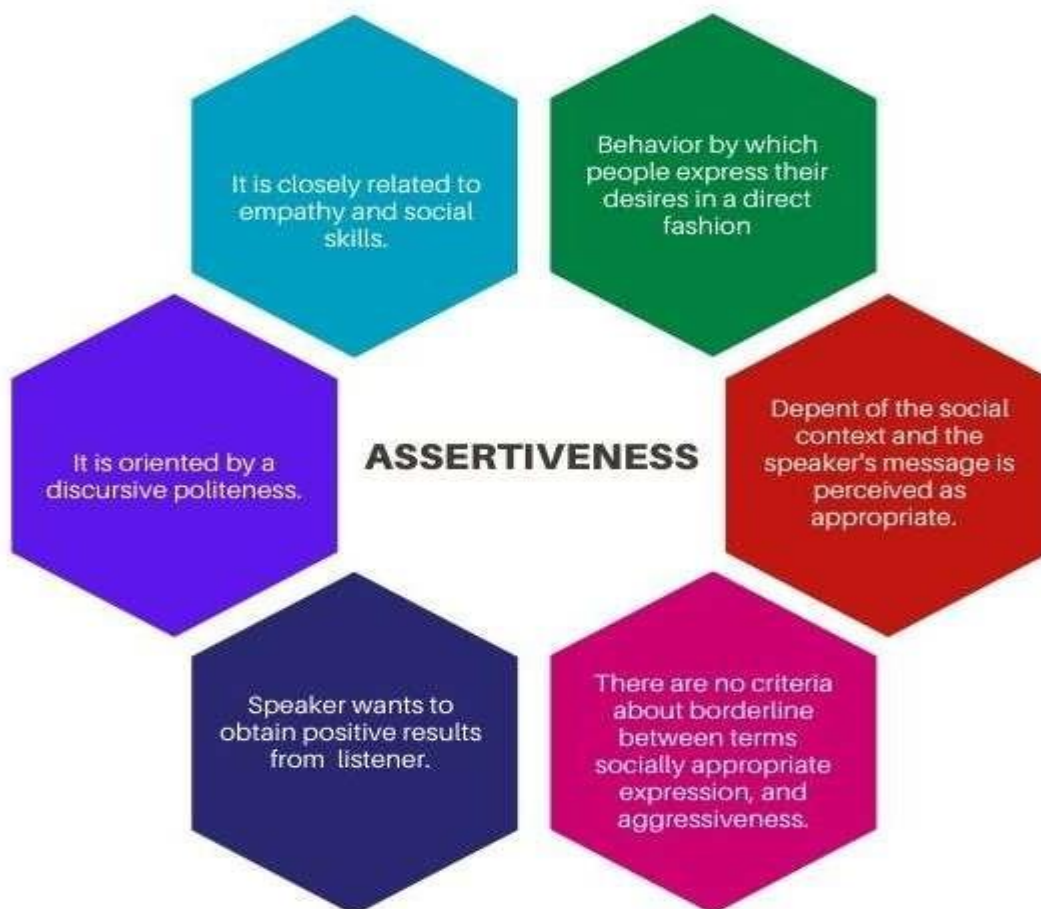 It is closely related to
empathy and social
skills.
Behavior by which
people express their
desires in a direct
fashion
It is oriented by a
discursive politeness.
ASSERTIVENESS
Depent of the social
context and the
speaker's message is
perceived as
appropriate.
Speaker wants to
obtain positive results
from listener.
There are no criteria
about borderline
between terms
socially appropriate
expression, and
aggressiveness.